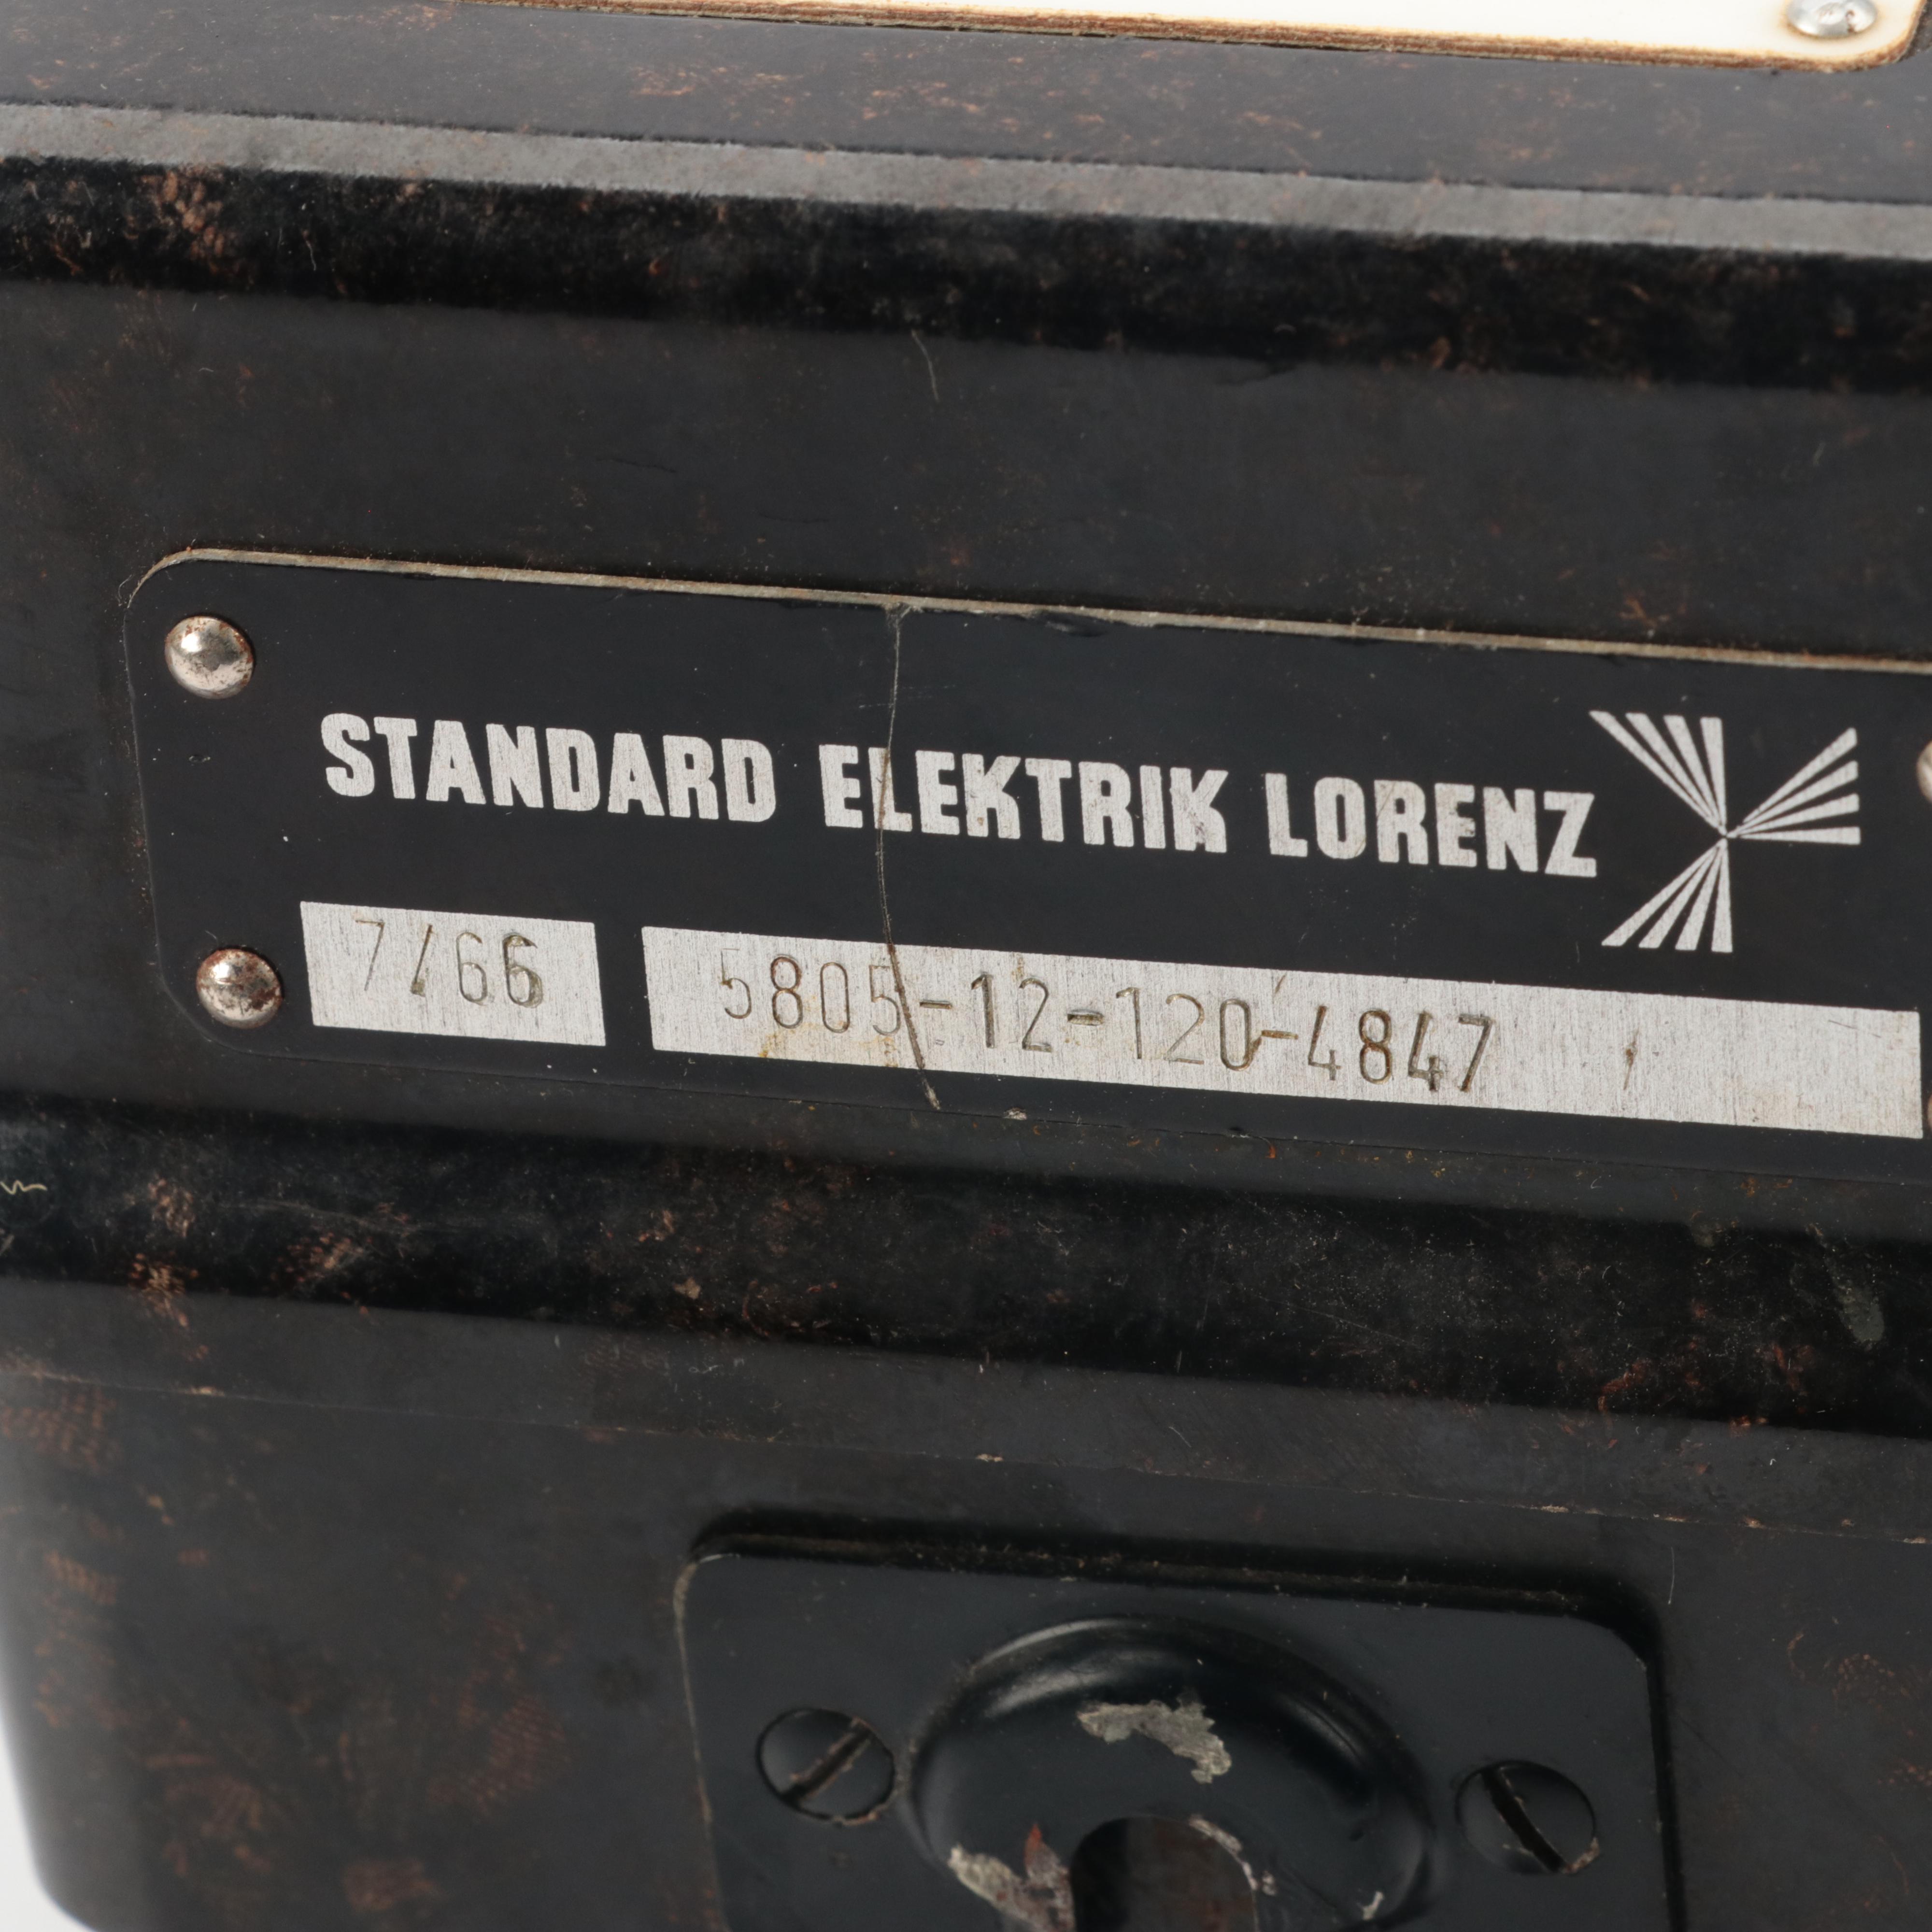 STANDARD ELEKTRIK LORENZ
7/66 5805-12-120-4847